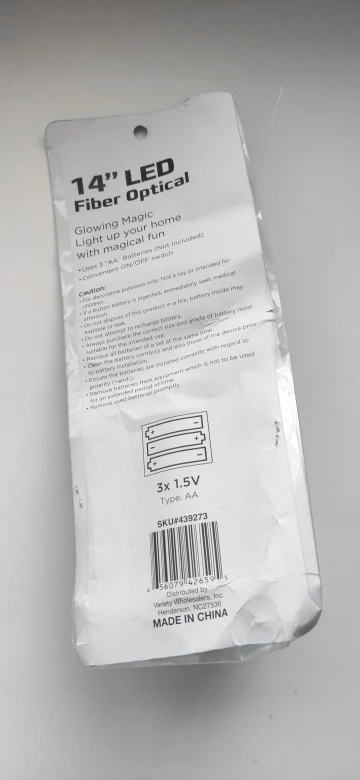 14” LED
Fiber Optical
Glowing Magic
Light up your home
with magical fun
• Uses 3 "AA" Batteries (Not included)
• Convenient ON/OFF switch
Caution:
• For decorative purposes only. Not a toy or intended for
children.
• If a button battery is ingested, immediately seek medical
attention.
• Do not dispose of this product in a fire, battery inside may
explode or leak.
• Do not attempt to recharge battery.
• Always purchase the correct size and grade of battery most
suitable for the intended use.
• Replace all batteries of a set at the same time.
• Clean the battery contacts and also those of the device prior
to battery installation.
• Ensure the batteries are installed correctly with regard to
polarity (+and-).
• Remove batteries from equipment which is not to be used
for an extended period of time.
• Remove used batteries promptly.
+ -
- +
+ -
3x 1.5V
Type: AA
SKU#439273
6 56079 42659 5
Distributed by
Variety Wholesalers, Inc.
Henderson, NC27536
MADE IN CHINA